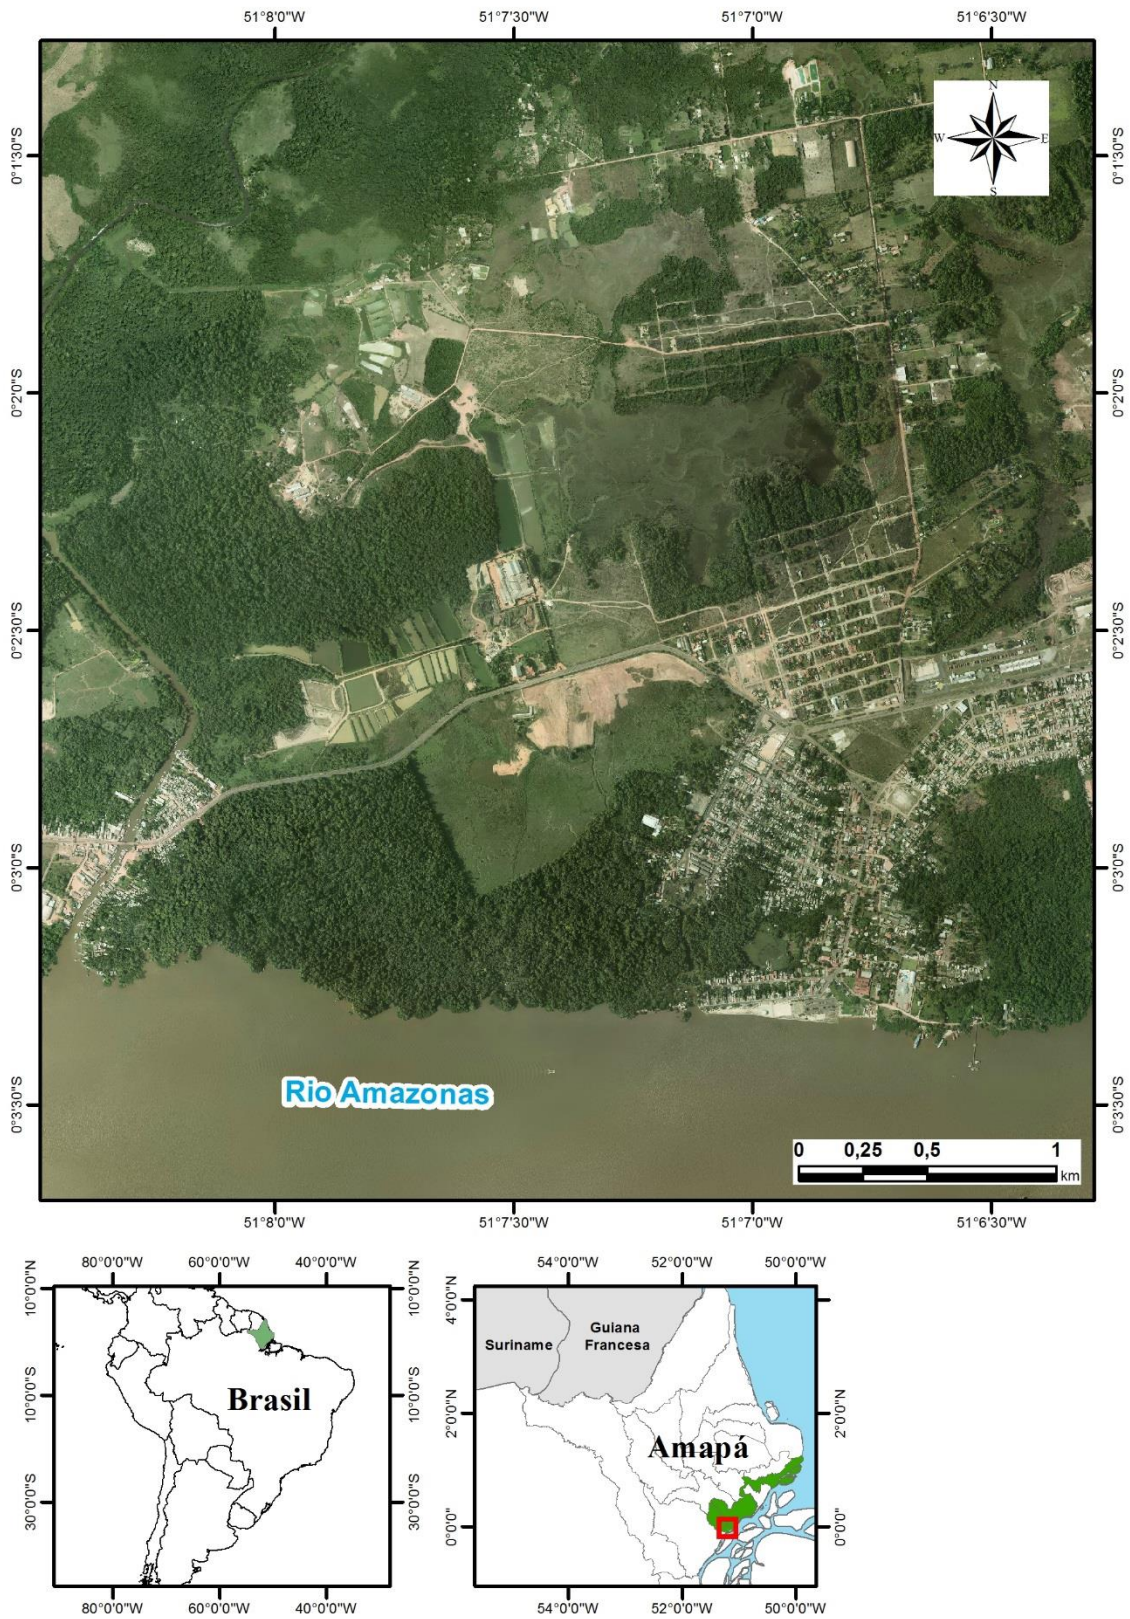 51°8'0"W 51°7'30"W 51°7'0"W 51°6'30"W
N
W E
S
0°1'30"S 0°1'30"S
0°2'0"S 0°2'0"S
0°2'30"S 0°2'30"S
0°3'0"S 0°3'0"S
Rio Amazonas
0°3'30"S 0°3'30"S
0 0,25 0,5 1
km
51°8'0"W 51°7'30"W 51°7'0"W 51°6'30"W
80°0'0"W 60°0'0"W 40°0'0"W
10°0'0"N 10°0'0"N
Brasil
10°0'0"S 10°0'0"S
30°0'0"S 30°0'0"S
80°0'0"W 60°0'0"W 40°0'0"W
54°0'0"W 52°0'0"W 50°0'0"W
4°0'0"N 4°0'0"N
Suriname
Guiana
Francesa
2°0'0"N 2°0'0"N
Amapá
0°0'0" 0°0'0"
54°0'0"W 52°0'0"W 50°0'0"W